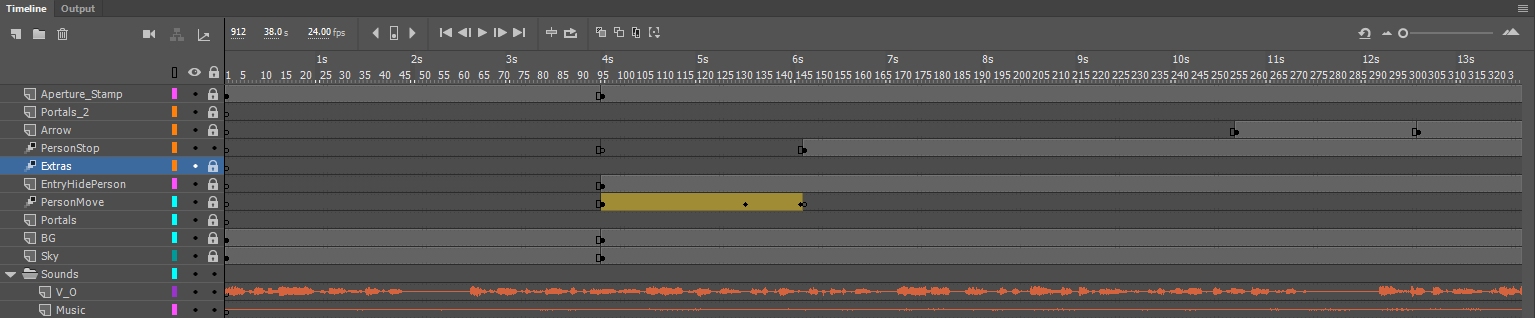 Timeline Output
912 38.0 s 24.00 fps
1s 2s 3s 4s 5s 6s 7s 8s 9s 10s 11s 12s 13s
1 5 10 15 20 25 30 35 40 45 50 55 60 65 70 75 80 85 90 95 100 105 110 115 120 125 130 135 140 145 150 155 160 165 170 175 180 185 190 195 200 205 210 215 220 225 230 235 240 245 250 255 260 265 270 275 280 285 290 295 300 305 310 315 320 3
Aperture_Stamp
Portals_2
Arrow
PersonStop
Extras
EntryHidePerson
PersonMove
Portals
BG
Sky
Sounds
V_O
Music